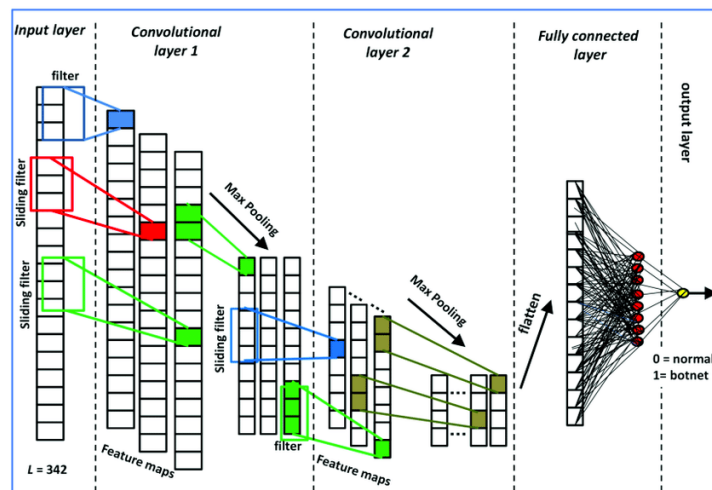 Input layer
Convolutional
layer 1
Convolutional
layer 2
Fully connected
layer
output layer
filter
Sliding filter
Sliding filter
L = 342
Feature maps
Max Pooling
Sliding filter
filter
Feature maps
Max Pooling
flatten
0 = normal
1= botnet